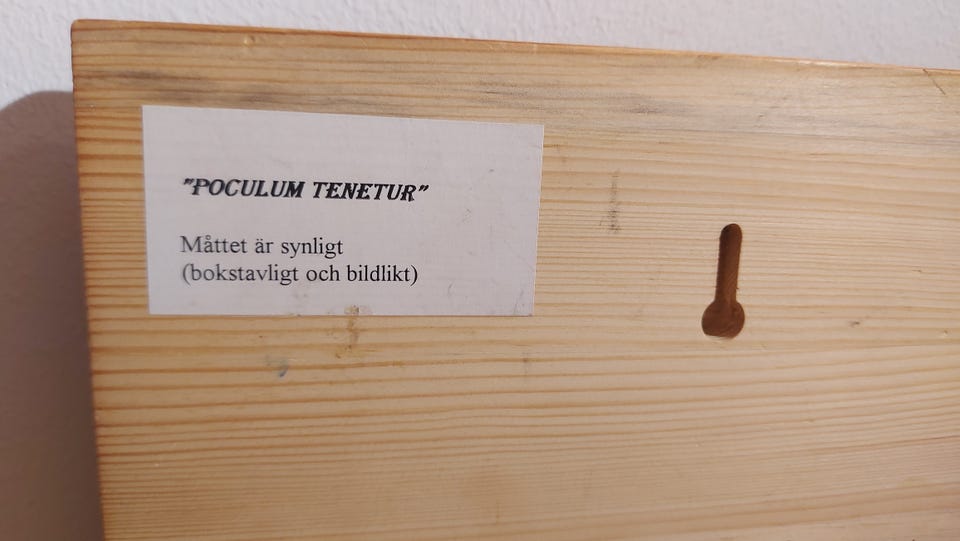 "POCULUM TENETUR"
Måttet är synligt
(bokstavligt och bildlikt)